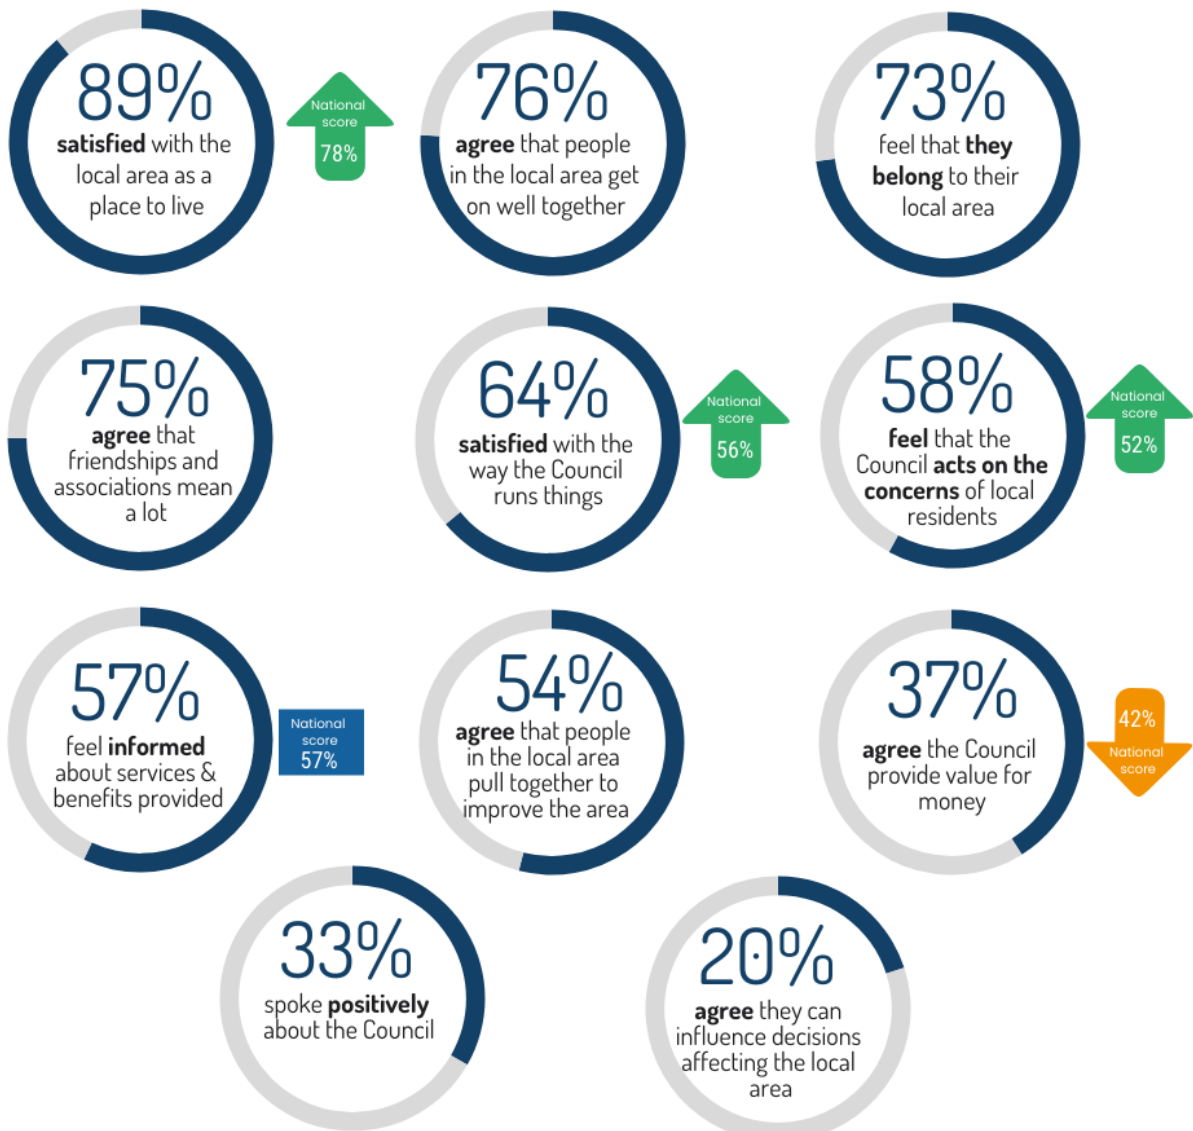 89%
satisfied with the
local area as a
place to live
National
score
78%
76%
agree that people
in the local area get
on well together
73%
feel that they
belong to their
local area
75%
agree that
friendships and
associations mean
a lot
64%
satisfied with the
way the Council
runs things
National
score
56%
58%
feel that the
Council acts on the
concerns of local
residents
National
score
52%
57%
feel informed
about services &
benefits provided
National
score
57%
54%
agree that people
in the local area
pull together to
improve the area
37%
agree the Council
provide value for
money
42%
National
score
33%
spoke positively
about the Council
20%
agree they can
influence decisions
affecting the local
area